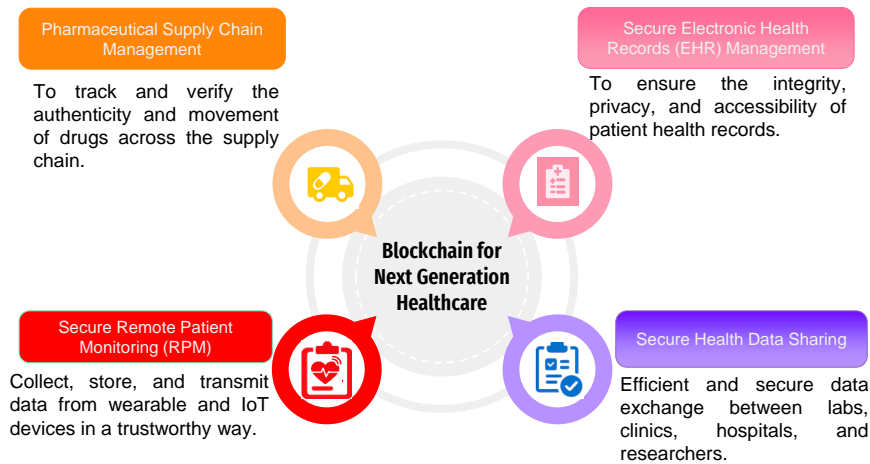 Pharmaceutical Supply Chain
Management
To track and verify the
authenticity and movement
of drugs across the supply
chain.
Secure Electronic Health
Records (EHR) Management
To ensure the integrity,
privacy, and accessibility of
patient health records.
Blockchain for
Next Generation
Healthcare
Secure Remote Patient
Monitoring (RPM)
Collect, store, and transmit
data from wearable and IoT
devices in a trustworthy way.
Secure Health Data Sharing
Efficient and secure data
exchange between labs,
clinics, hospitals, and
researchers.